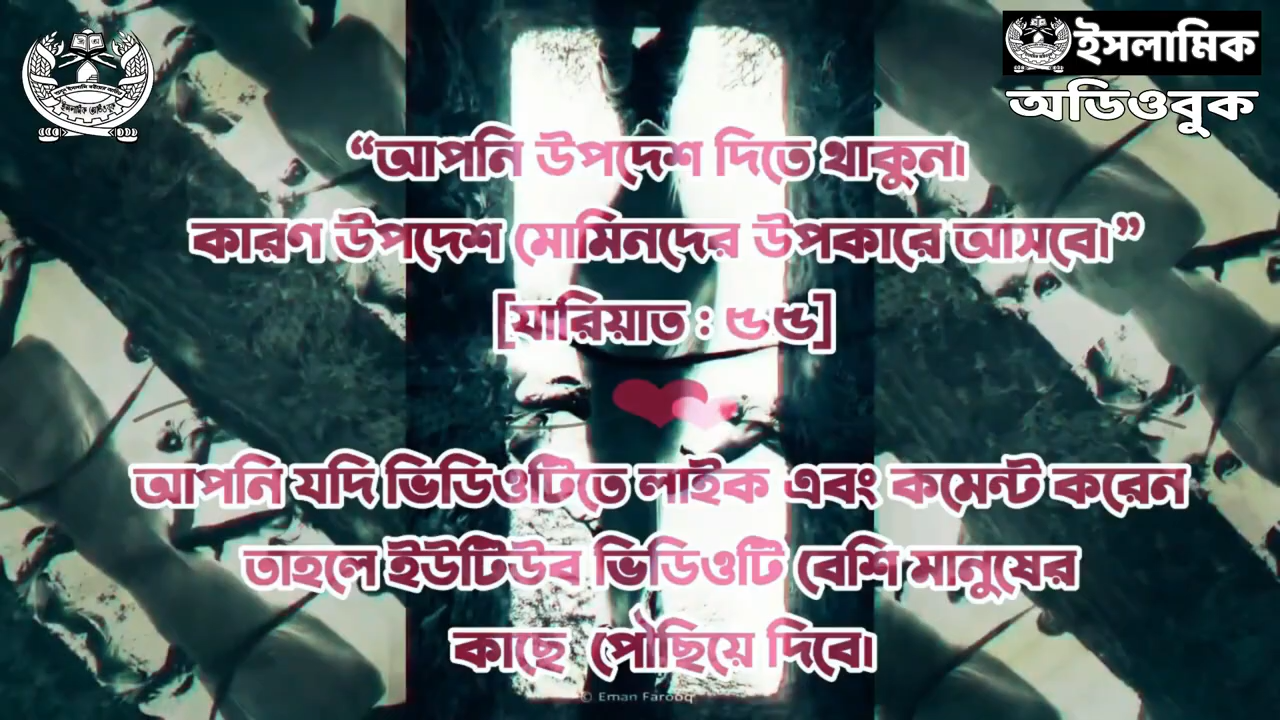 ইসলামিক
অডিওবুক
“আপনি উপদেশ দিতে থাকুন।
কারণ উপদেশ মোমিনদের উপকারে আসবে।”
[যারিয়াত : ৫৫]
আপনি যদি ভিডিওটিতে লাইক এবং কমেন্ট করেন
তাহলে ইউটিউব ভিডিওটি বেশি মানুষের
কাছে পৌছিয়ে দিবে।
© Eman Farooq